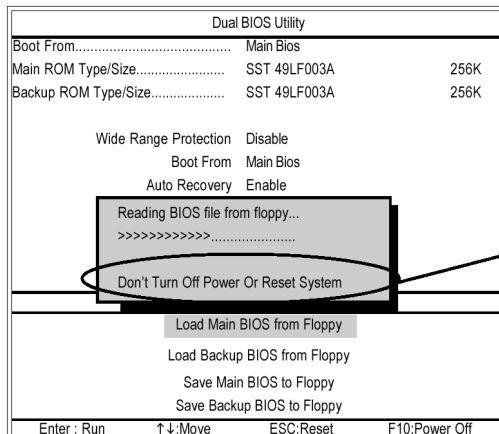 Dual BIOS Utility
Boot From.......................................... Main Bios
Main ROM Type/Size........................ SST 49LF003A 256K
Backup ROM Type/Size.................... SST 49LF003A 256K
Wide Range Protection Disable
Boot From Main Bios
Auto Recovery Enable
Reading BIOS file from floppy...
>>>>>>>>>>>>.......................
Don't Turn Off Power Or Reset System
Load Main BIOS from Floppy
Load Backup BIOS from Floppy
Save Main BIOS to Floppy
Save Backup BIOS to Floppy
Enter : Run ↑↓:Move ESC:Reset F10:Power Off